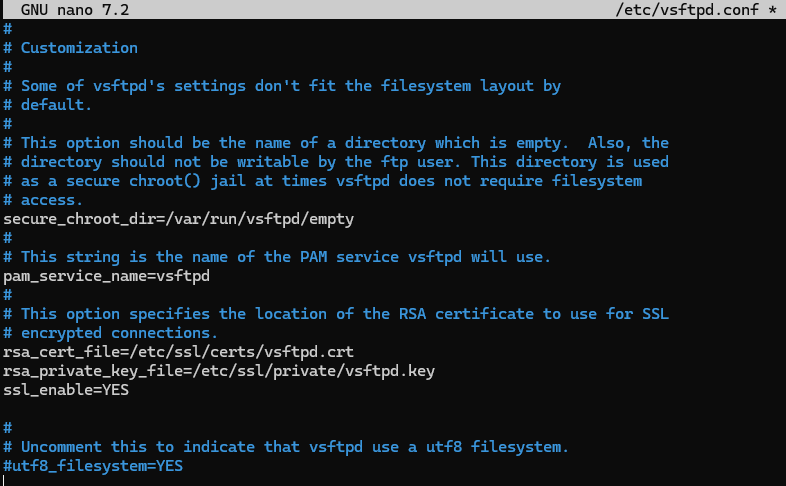 GNU nano 7.2 /etc/vsftpd.conf *
#
# Customization
#
# Some of vsftpd's settings don't fit the filesystem layout by
# default.
#
# This option should be the name of a directory which is empty.  Also, the
# directory should not be writable by the ftp user. This directory is used
# as a secure chroot() jail at times vsftpd does not require filesystem
# access.
secure_chroot_dir=/var/run/vsftpd/empty
#
# This string is the name of the PAM service vsftpd will use.
pam_service_name=vsftpd
#
# This option specifies the location of the RSA certificate to use for SSL
# encrypted connections.
rsa_cert_file=/etc/ssl/certs/vsftpd.crt
rsa_private_key_file=/etc/ssl/private/vsftpd.key
ssl_enable=YES
#
# Uncomment this to indicate that vsftpd use a utf8 filesystem.
#utf8_filesystem=YES